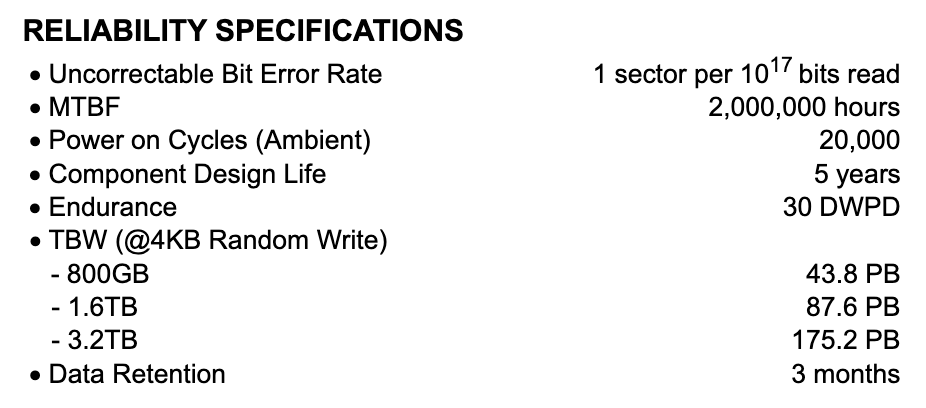 RELIABILITY SPECIFICATIONS
• Uncorrectable Bit Error Rate 1 sector per 10¹⁷ bits read
• MTBF 2,000,000 hours
• Power on Cycles (Ambient) 20,000
• Component Design Life 5 years
• Endurance 30 DWPD
• TBW (@4KB Random Write)
- 800GB 43.8 PB
- 1.6TB 87.6 PB
- 3.2TB 175.2 PB
• Data Retention 3 months